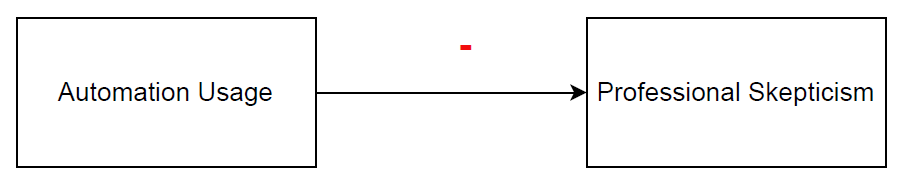 -
Automation Usage
Professional Skepticism